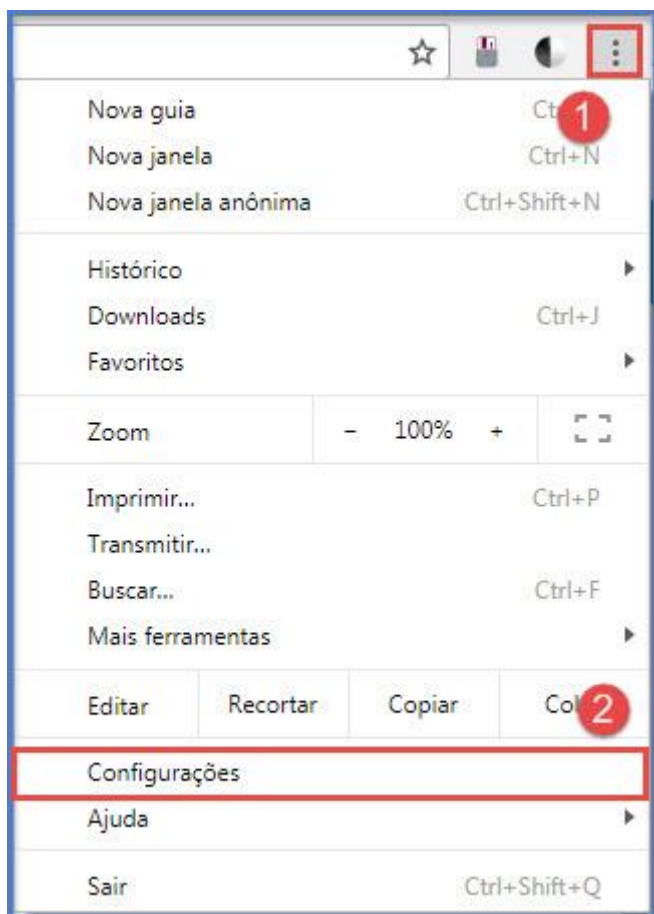 1
Nova guia
Nova janela Ctrl+N
Nova janela anônima Ctrl+Shift+N
Histórico
Downloads Ctrl+J
Favoritos
Zoom - 100% +
Imprimir... Ctrl+P
Transmitir...
Buscar... Ctrl+F
Mais ferramentas
Editar Recortar Copiar 2
Configurações
Ajuda
Sair Ctrl+Shift+Q